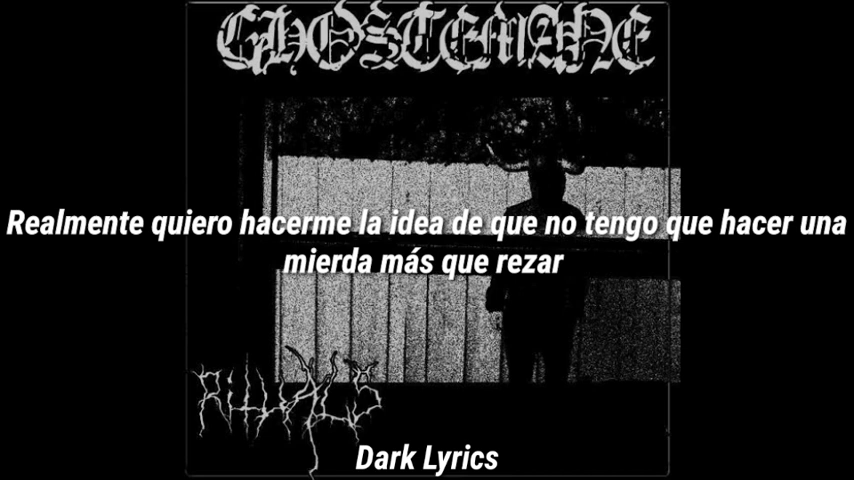 GHOSTEMANE
Realmente quiero hacerme la idea de que no tengo que hacer una
mierda más que rezar
RiTUALS
Dark Lyrics